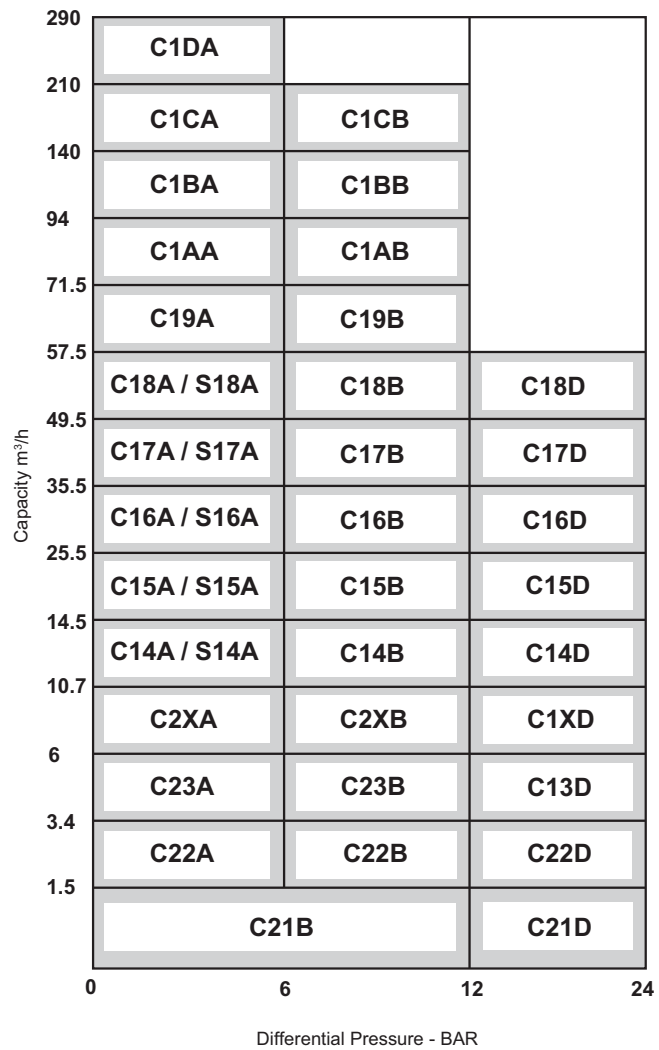 290
C1DA
210
C1CA C1CB
140
C1BA C1BB
94
C1AA C1AB
71.5
C19A C19B
57.5
C18A / S18A C18B C18D
49.5
C17A / S17A C17B C17D
35.5
C16A / S16A C16B C16D
25.5
C15A / S15A C15B C15D
14.5
C14A / S14A C14B C14D
10.7
C2XA C2XB C1XD
6
C23A C23B C13D
3.4
C22A C22B C22D
1.5
C21B C21D
0 6 12 24
Capacity m³/h
Differential Pressure - BAR